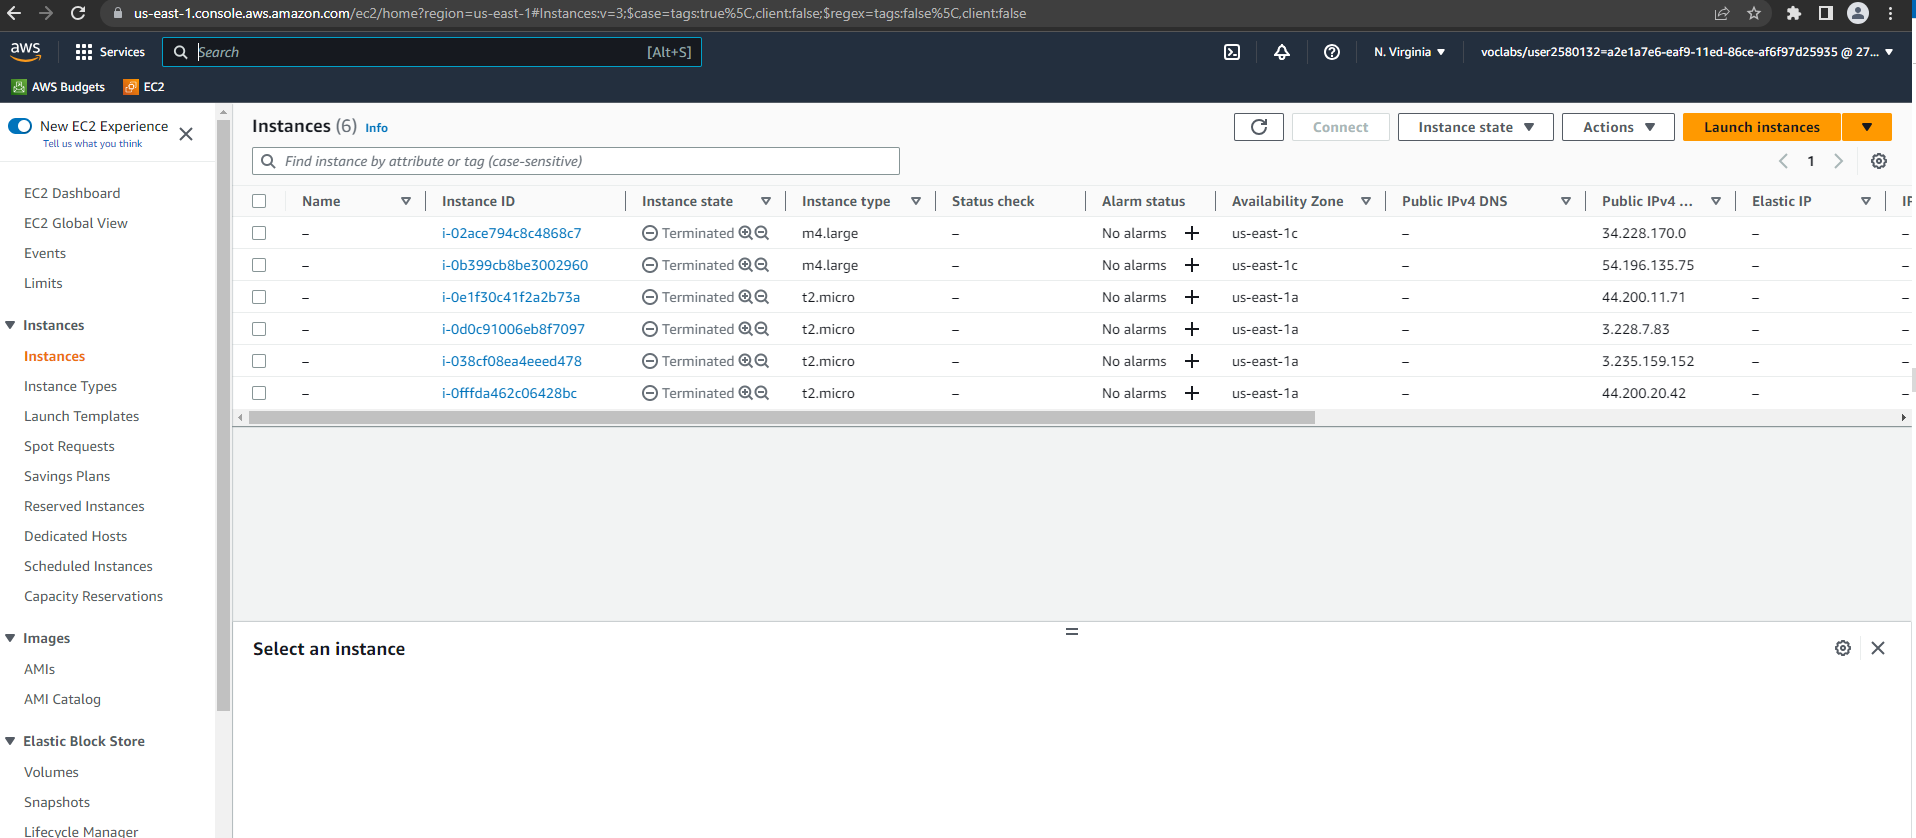 us-east-1.console.aws.amazon.com/ec2/home?region=us-east-1#Instances:v=3;$case=tags:true%5C,client:false;$regex=tags:false%5C,client:false
aws Services Search [Alt+S] N. Virginia voclabs/user2580132=a2e1a7e6-eaf9-11ed-86ce-af6f97d25935 @ 27...
AWS Budgets EC2
New EC2 Experience
Tell us what you think
EC2 Dashboard
EC2 Global View
Events
Limits
Instances
Instances
Instance Types
Launch Templates
Spot Requests
Savings Plans
Reserved Instances
Dedicated Hosts
Scheduled Instances
Capacity Reservations
Images
AMIs
AMI Catalog
Elastic Block Store
Volumes
Snapshots
Lifecycle Manager
Instances (6) Info Connect Instance state Actions Launch instances
Find instance by attribute or tag (case-sensitive) 1
Name Instance ID Instance state Instance type Status check Alarm status Availability Zone Public IPv4 DNS Public IPv4 ... Elastic IP IP
– i-02ace794c8c4868c7 Terminated m4.large – No alarms + us-east-1c – 34.228.170.0 – –
– i-0b399cb8be3002960 Terminated m4.large – No alarms + us-east-1c – 54.196.135.75 – –
– i-0e1f30c41f2a2b73a Terminated t2.micro – No alarms + us-east-1a – 44.200.11.71 – –
– i-0d0c91006eb8f7097 Terminated t2.micro – No alarms + us-east-1a – 3.228.7.83 – –
– i-038cf08ea4eeed478 Terminated t2.micro – No alarms + us-east-1a – 3.235.159.152 – –
– i-0fffda462c06428bc Terminated t2.micro – No alarms + us-east-1a – 44.200.20.42 – –
Select an instance